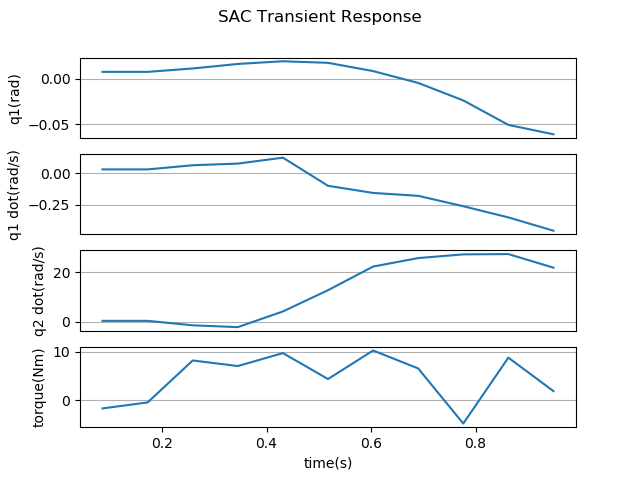 SAC Transient Response
q1(rad)
0.00
−0.05
q1 dot(rad/s)
0.00
−0.25
q2 dot(rad/s)
20
0
torque(Nm)
10
0
0.2 0.4 0.6 0.8
time(s)